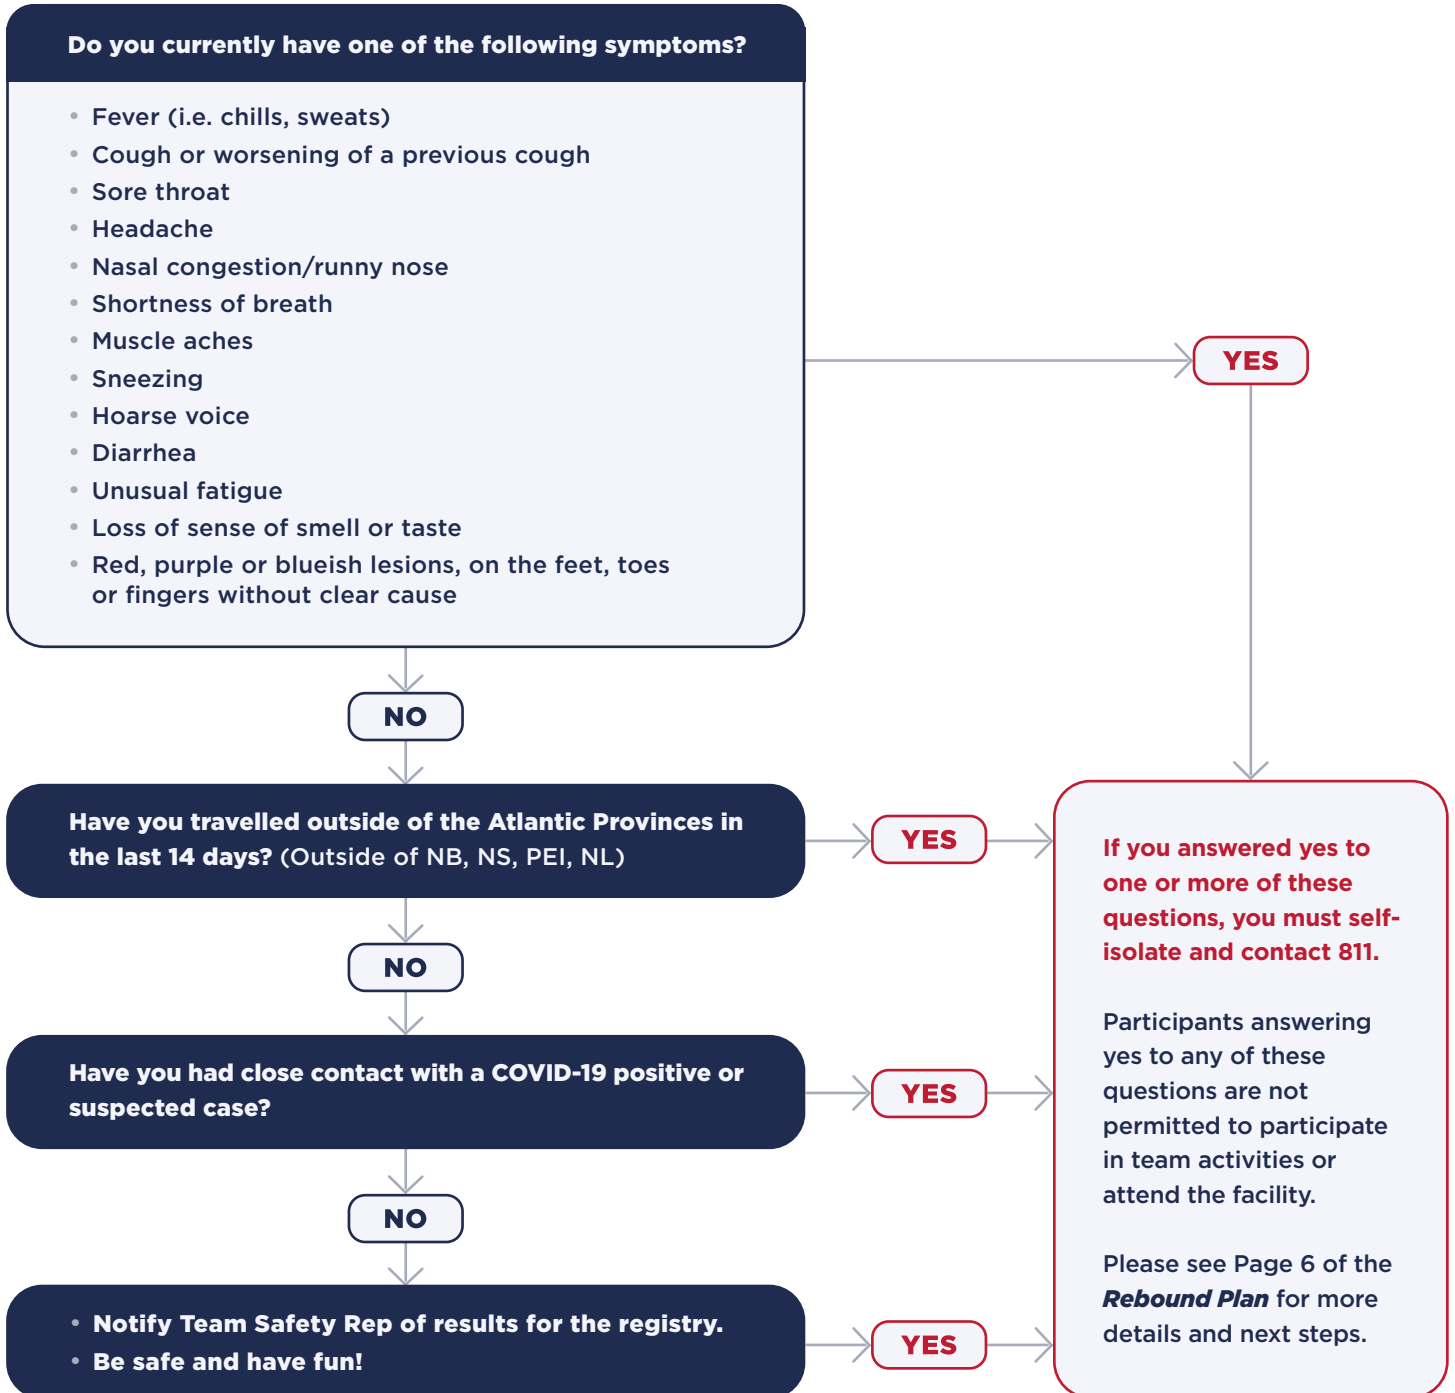 Do you currently have one of the following symptoms?
• Fever (i.e. chills, sweats)
• Cough or worsening of a previous cough
• Sore throat
• Headache
• Nasal congestion/runny nose
• Shortness of breath
• Muscle aches
• Sneezing
• Hoarse voice
• Diarrhea
• Unusual fatigue
• Loss of sense of smell or taste
• Red, purple or blueish lesions, on the feet, toes
or fingers without clear cause
YES
NO
Have you travelled outside of the Atlantic Provinces in
the last 14 days? (Outside of NB, NS, PEI, NL)
YES
NO
Have you had close contact with a COVID-19 positive or
suspected case?
YES
NO
• Notify Team Safety Rep of results for the registry.
• Be safe and have fun!
YES
If you answered yes to
one or more of these
questions, you must self-
isolate and contact 811.
Participants answering
yes to any of these
questions are not
permitted to participate
in team activities or
attend the facility.
Please see Page 6 of the
Rebound Plan for more
details and next steps.